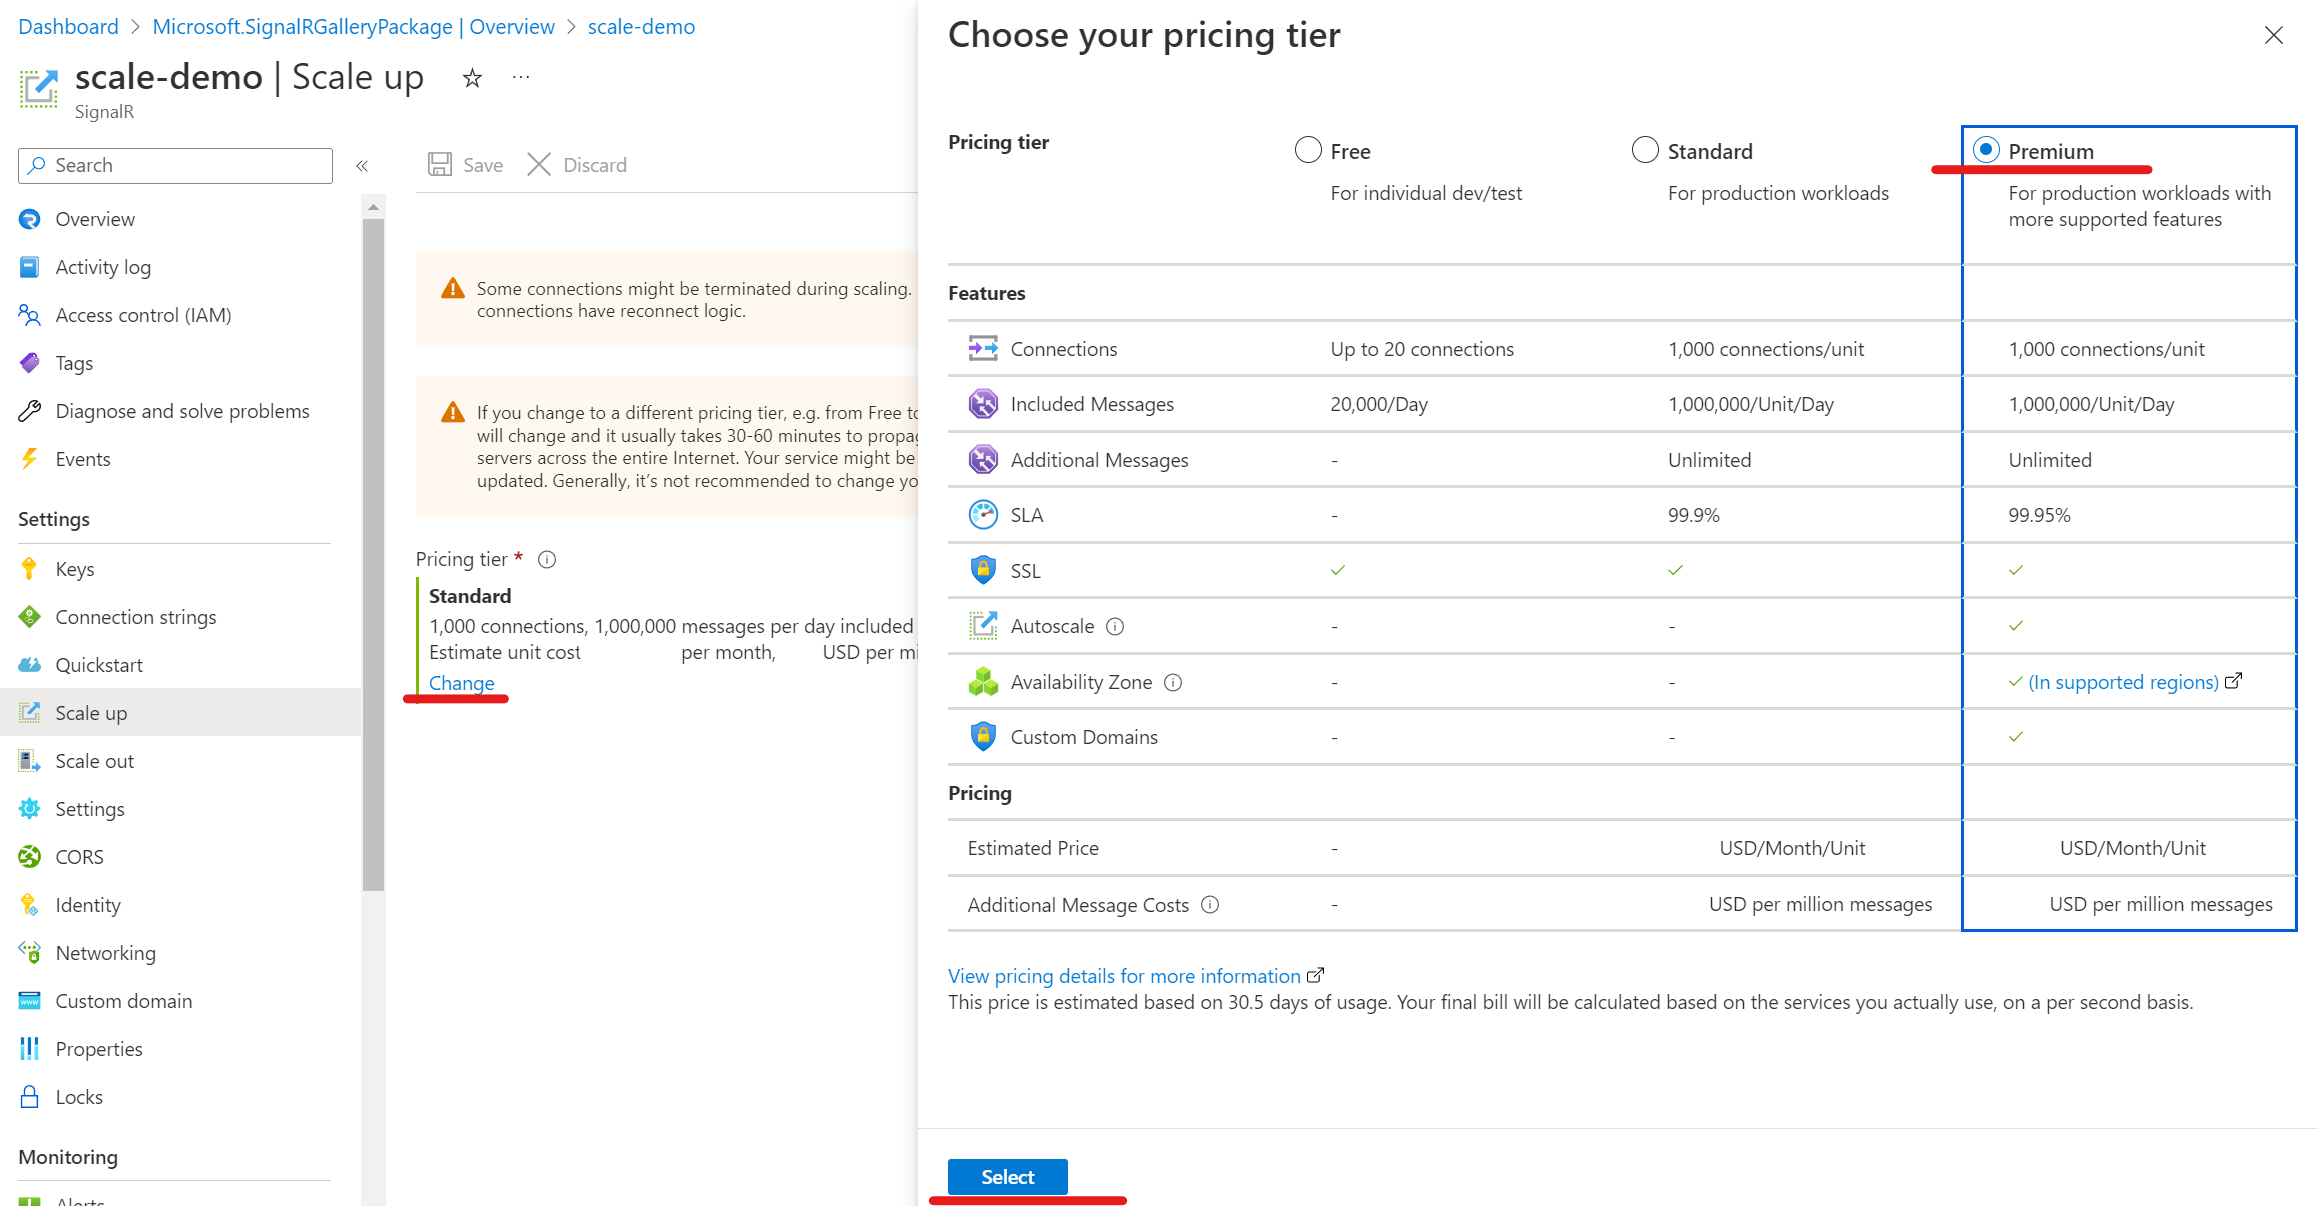 Dashboard > Microsoft.SignalRGalleryPackage | Overview > scale-demo
scale-demo | Scale up ☆ ...
SignalR
Search «
Overview
Activity log
Access control (IAM)
Tags
Diagnose and solve problems
Events
Settings
Keys
Connection strings
Quickstart
Scale up
Scale out
Settings
CORS
Identity
Networking
Custom domain
Properties
Locks
Monitoring
Alerts
Save Discard
Some connections might be terminated during scaling.
connections have reconnect logic.
If you change to a different pricing tier, e.g. from Free
will change and it usually takes 30-60 minutes to
servers across the entire Internet. Your service might be
updated. Generally, it's not recommended to change
Pricing tier *
Standard
1,000 connections, 1,000,000 messages per day included
Estimate unit cost per month, USD per
Change
Choose your pricing tier
Pricing tier Free Standard Premium
For individual dev/test For production workloads For production workloads with
more supported features
Features
Connections Up to 20 connections 1,000 connections/unit 1,000 connections/unit
Included Messages 20,000/Day 1,000,000/Unit/Day 1,000,000/Unit/Day
Additional Messages - Unlimited Unlimited
SLA - 99.9% 99.95%
SSL ✓ ✓ ✓
Autoscale - - ✓
Availability Zone - - ✓ (In supported regions)
Custom Domains - - ✓
Pricing
Estimated Price - USD/Month/Unit USD/Month/Unit
Additional Message Costs - USD per million messages USD per million messages
View pricing details for more information
This price is estimated based on 30.5 days of usage. Your final bill will be calculated based on the services you actually use, on a per second basis.
Select